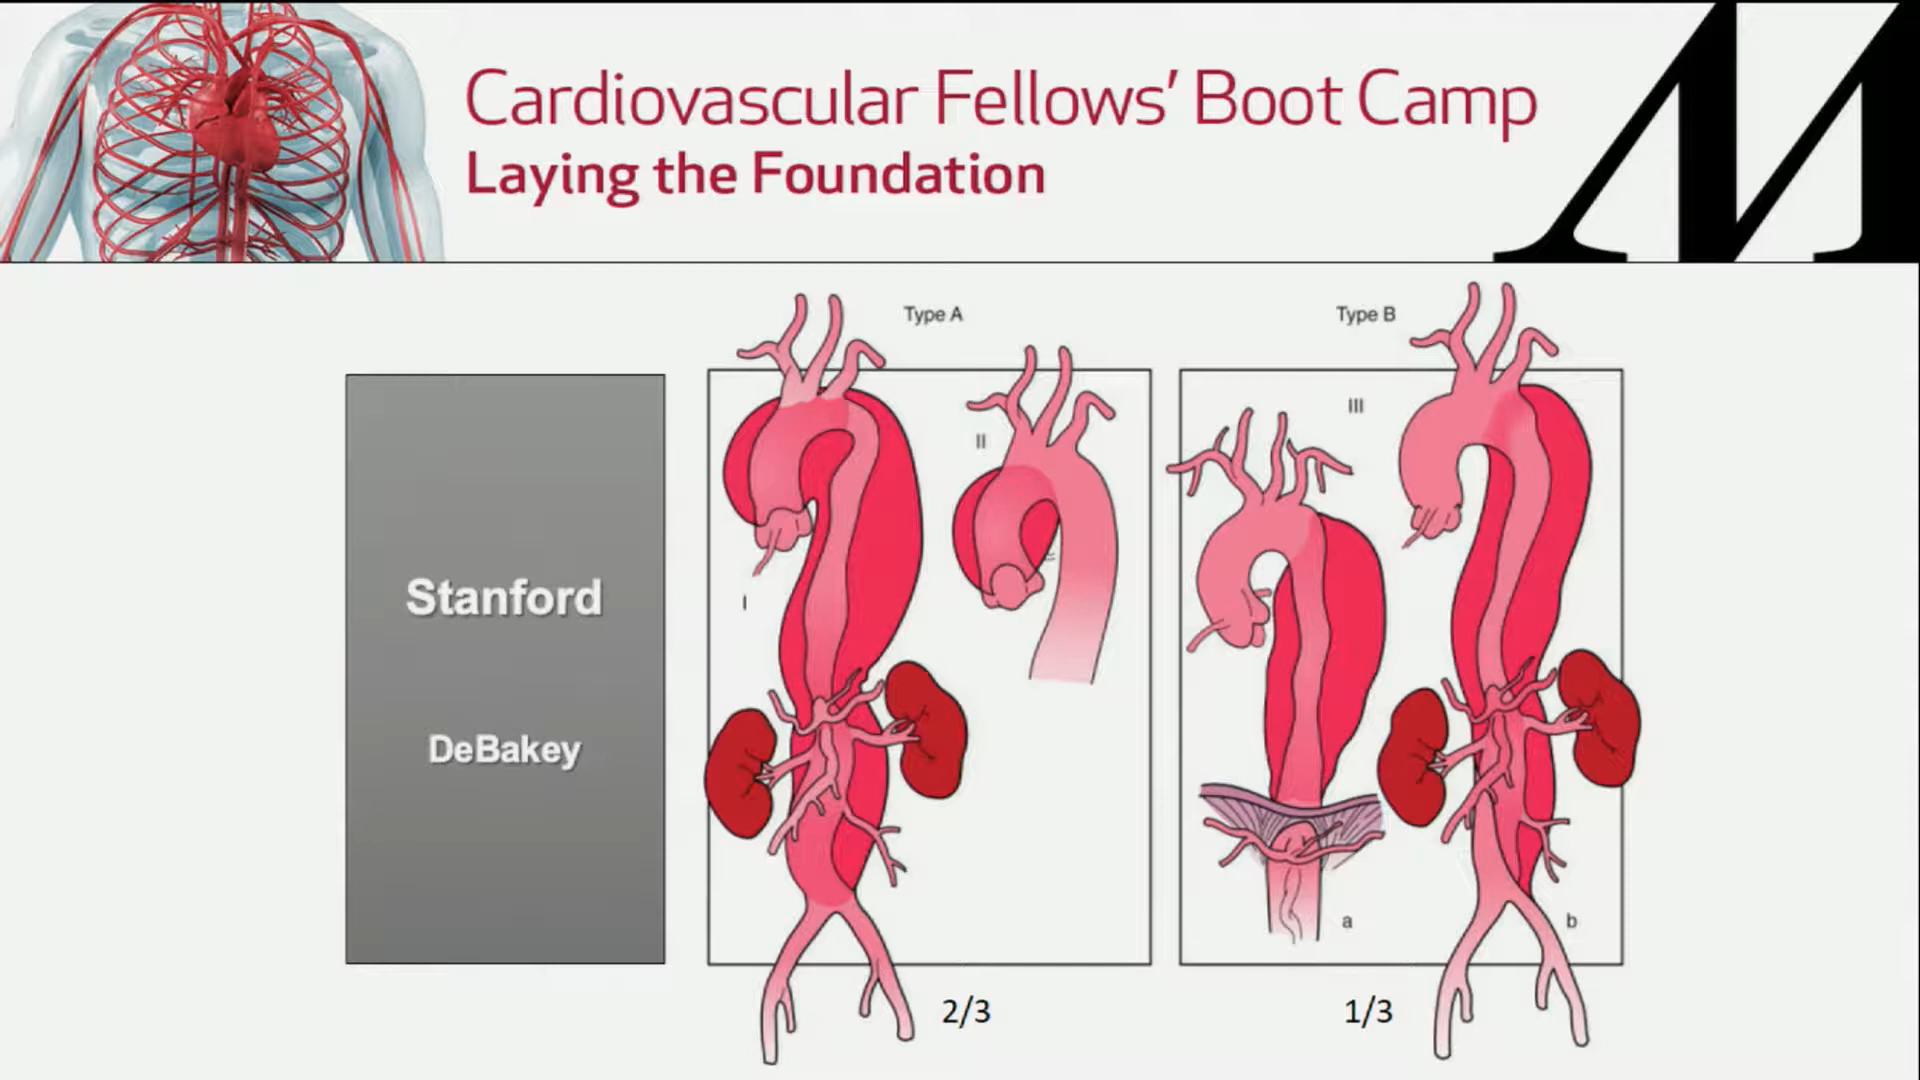 Cardiovascular Fellows' Boot Camp
Laying the Foundation
M
Type A
Type B
Stanford
DeBakey
I
II
III
a
b
2/3
1/3